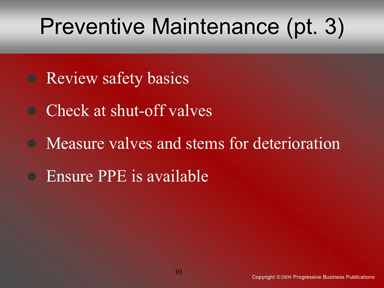 Preventive Maintenance (pt. 3)
Review safety basics
Check at shut-off valves
Measure valves and stems for deterioration
Ensure PPE is available
10
Copyright ©2009 Progressive Business Publications